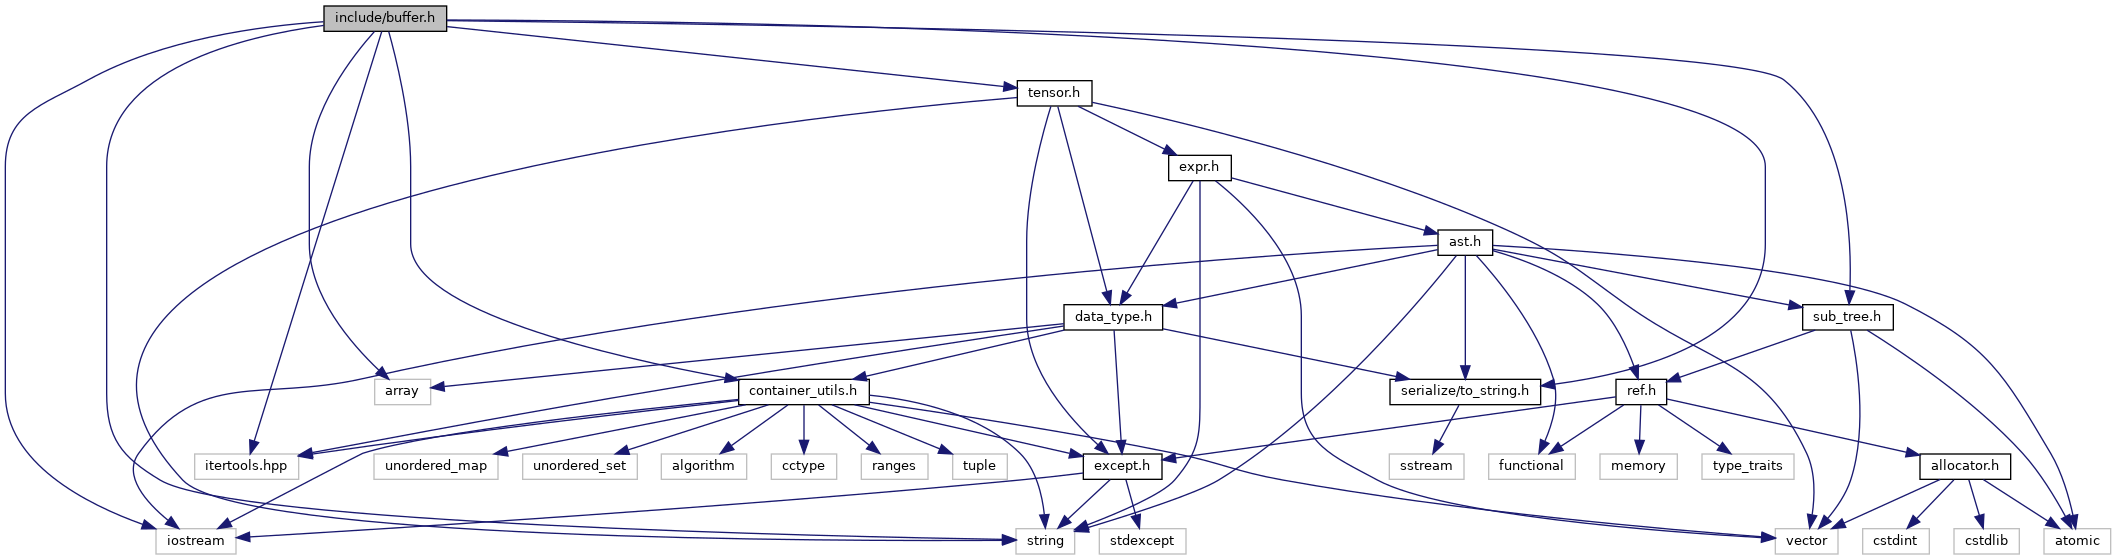 include/buffer.h
tensor.h
expr.h
ast.h
data_type.h
sub_tree.h
array
container_utils.h
serialize/to_string.h
ref.h
itertools.hpp
unordered_map
unordered_set
algorithm
cctype
ranges
tuple
except.h
sstream
functional
memory
type_traits
allocator.h
iostream
string
stdexcept
vector
cstdint
cstdlib
atomic